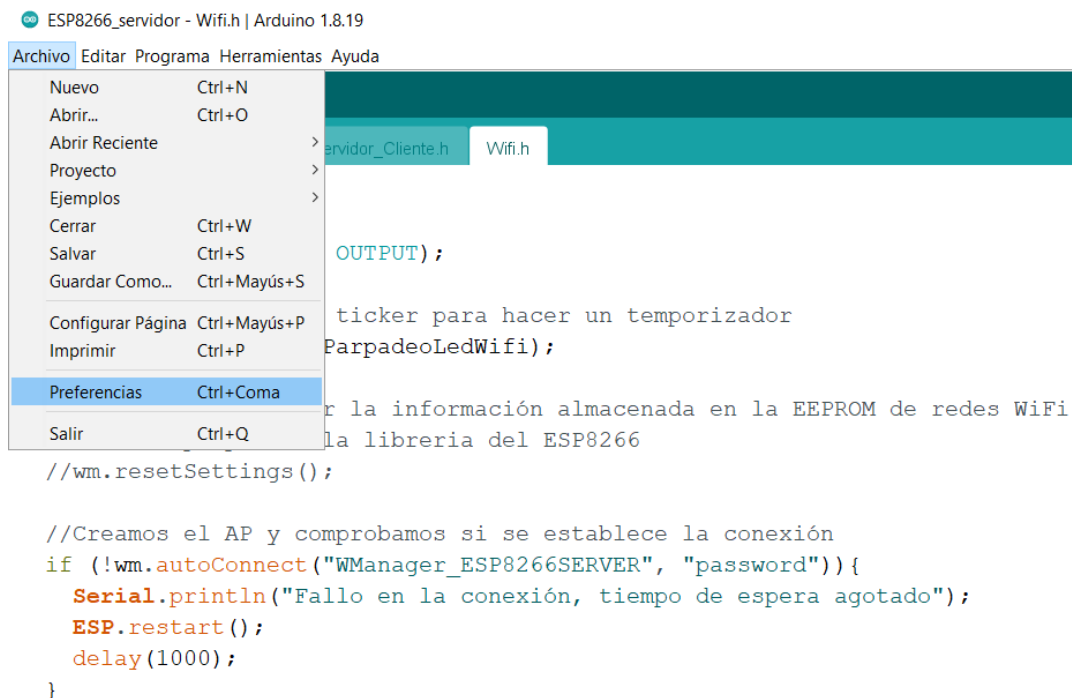 ESP8266_servidor - Wifi.h | Arduino 1.8.19
Archivo Editar Programa Herramientas Ayuda
Nuevo Ctrl+N
Abrir... Ctrl+O
Abrir Reciente
Proyecto
Ejemplos
Cerrar Ctrl+W
Salvar Ctrl+S
Guardar Como... Ctrl+Mayús+S
Configurar Página Ctrl+Mayús+P
Imprimir Ctrl+P
Preferencias Ctrl+Coma
Salir Ctrl+Q
ervidor_Cliente.h Wifi.h
OUTPUT);
ticker para hacer un temporizador
ParpadeoLedWifi);
r la información almacenada en la EEPROM de redes WiFi
la libreria del ESP8266
//wm.resetSettings();
//Creamos el AP y comprobamos si se establece la conexión
if (!wm.autoConnect("WManager_ESP8266SERVER", "password")){
Serial.println("Fallo en la conexión, tiempo de espera agotado");
ESP.restart();
delay(1000);
}